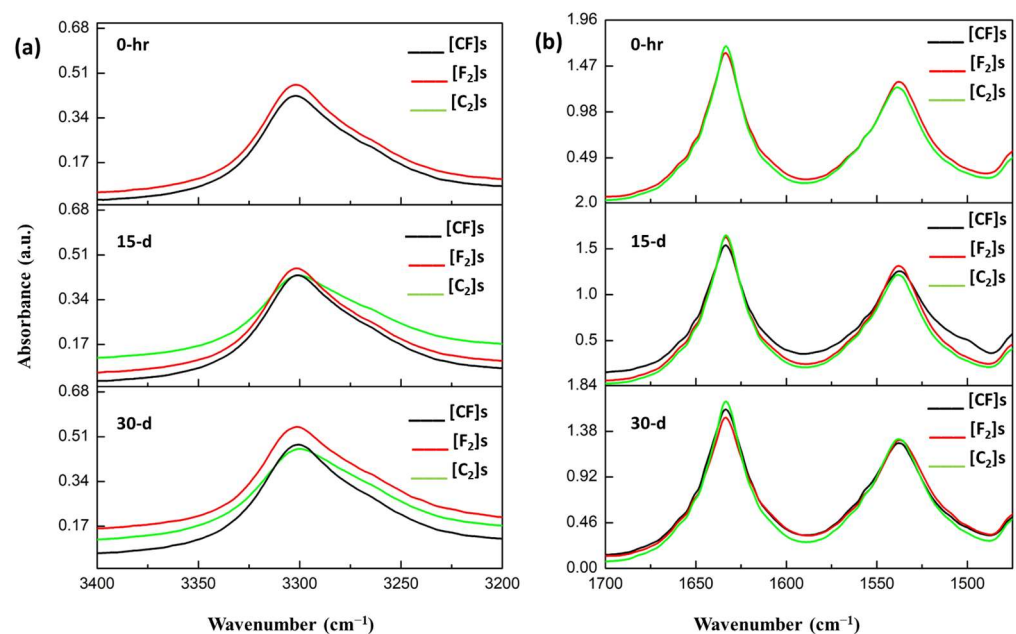 (a)
Absorbance (a.u.)
0.68
0.51
0.34
0.17
0-hr
[CF]s
[F₂]s
[C₂]s
0.68
0.51
0.34
0.17
15-d
[CF]s
[F₂]s
[C₂]s
0.68
0.51
0.34
0.17
30-d
[CF]s
[F₂]s
[C₂]s
3400 3350 3300 3250 3200
Wavenumber (cm⁻¹)
(b)
1.96
1.47
0.98
0.49
0-hr
[CF]s
[F₂]s
[C₂]s
2.0
1.5
1.0
0.5
15-d
[CF]s
[F₂]s
[C₂]s
1.84
1.38
0.92
0.46
0.00
30-d
[CF]s
[F₂]s
[C₂]s
1700 1650 1600 1550 1500
Wavenumber (cm⁻¹)